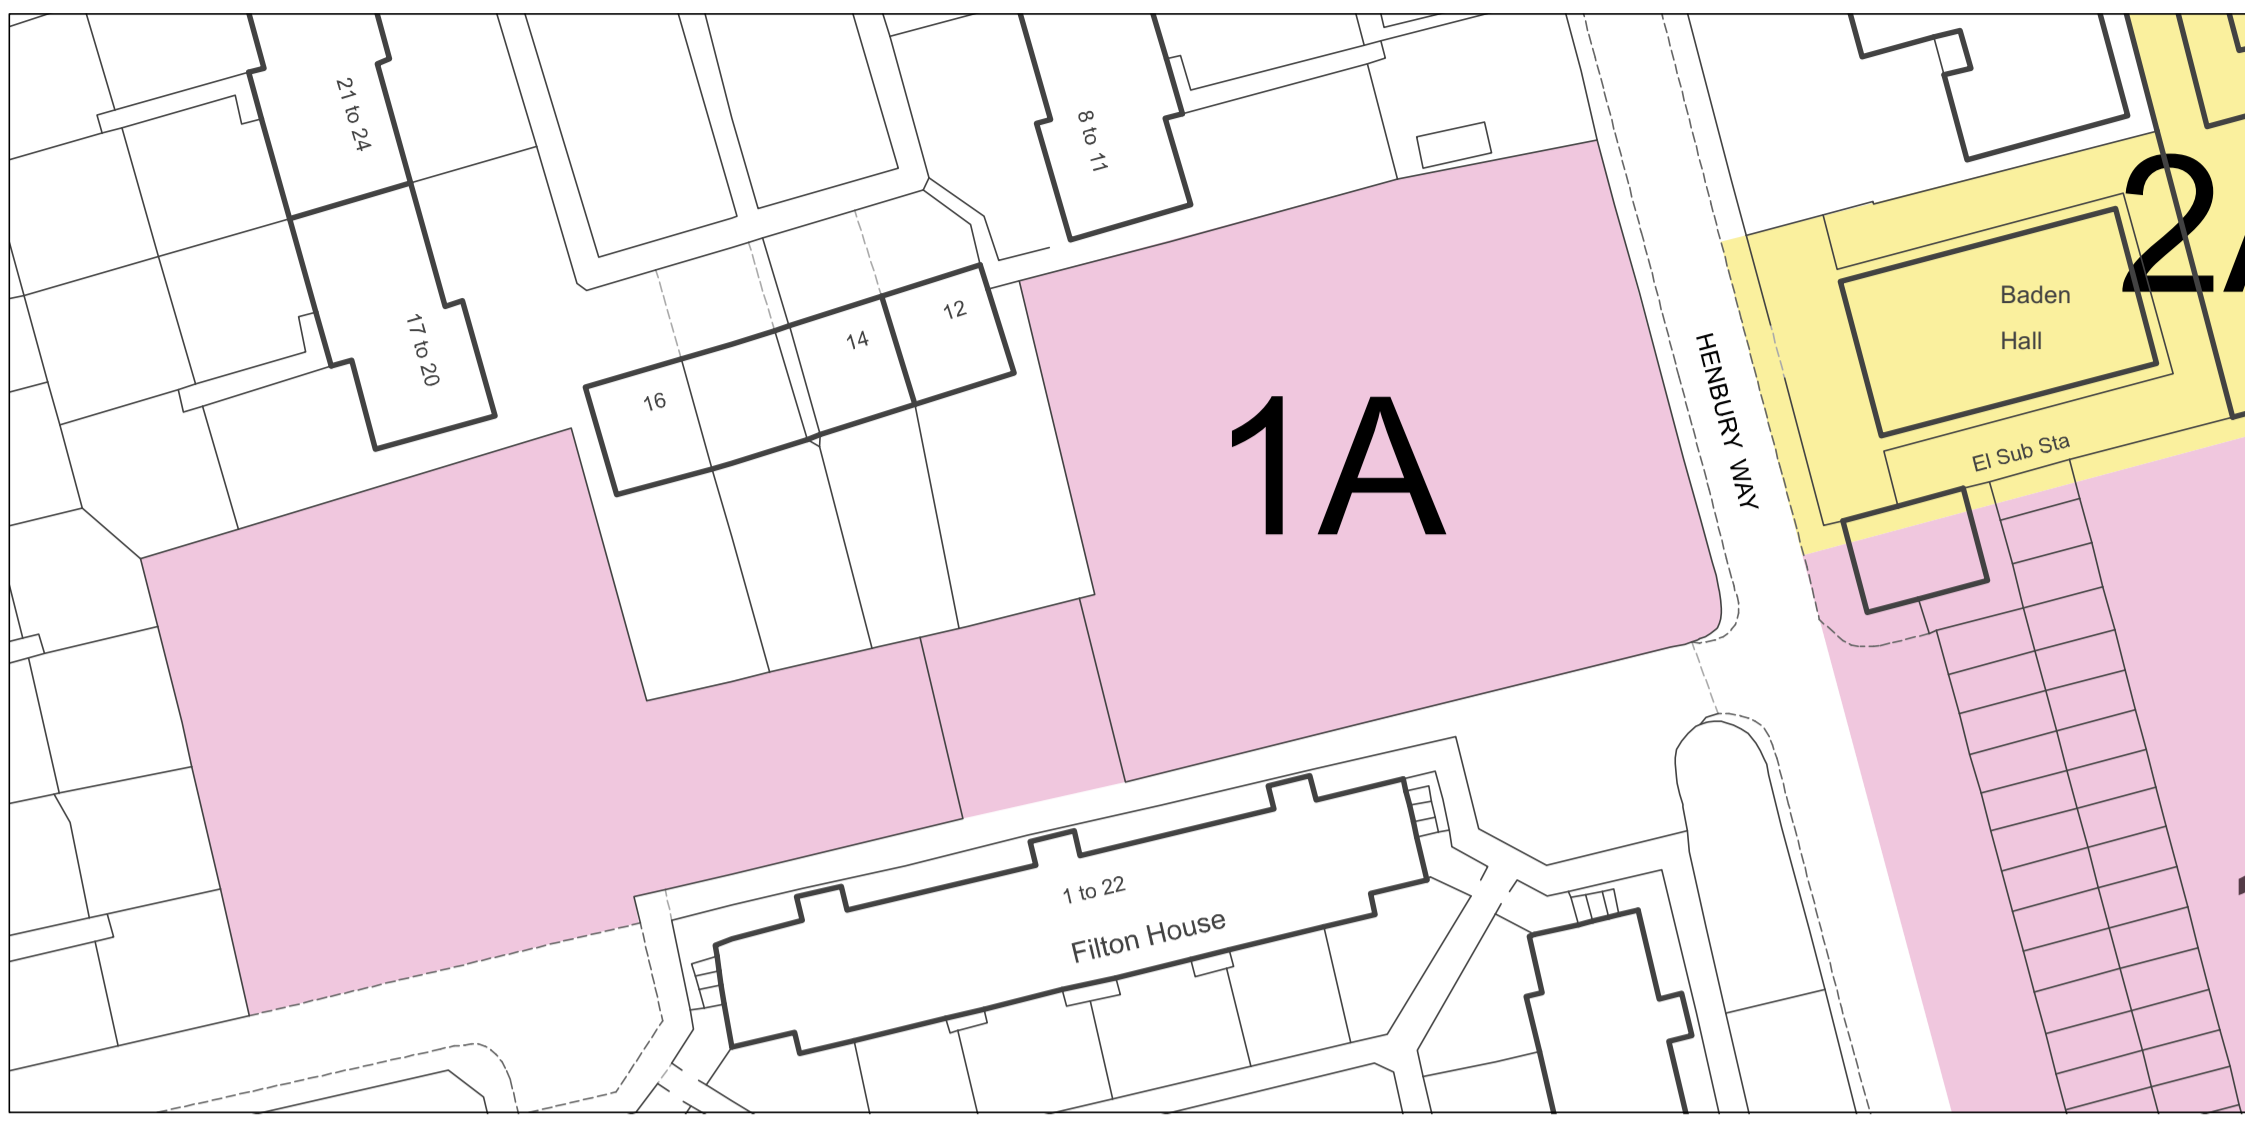 21 to 24
8 to 11
2
Baden
Hall
12
14
16
17 to 20
1A
HENBURY WAY
El Sub Sta
1 to 22
Filton House